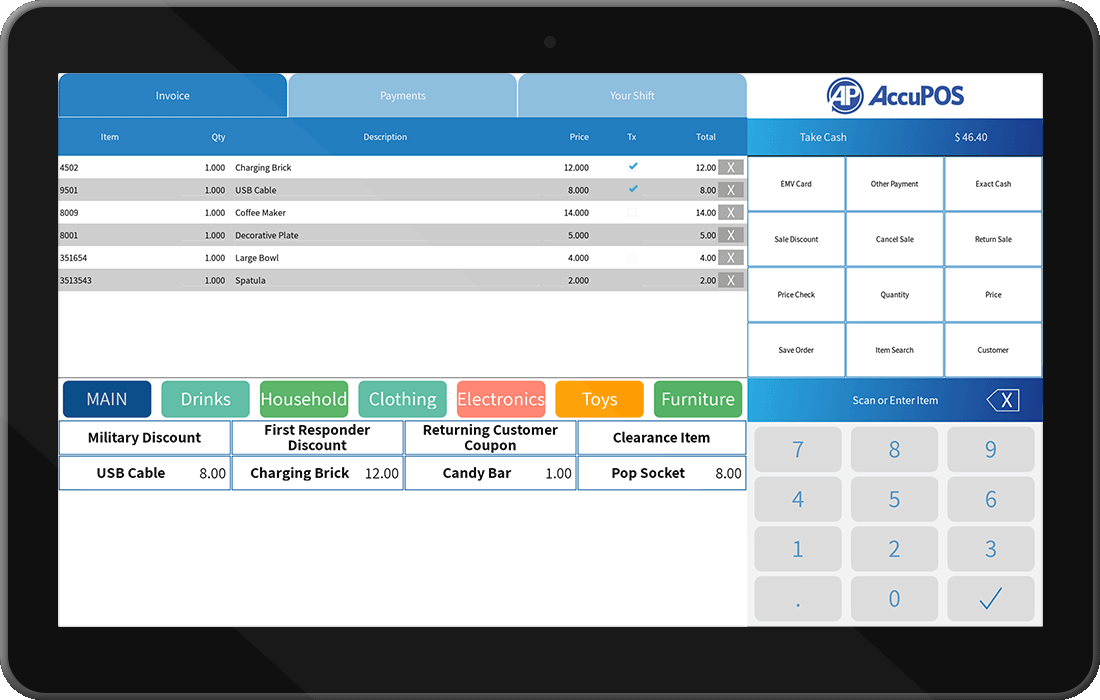 Invoice Payments Your Shift
AP AccuPOS
Item Qty Description Price Tx Total
Take Cash $ 46.40
4502 1.000 Charging Brick 12.000 12.00 X
9501 1.000 USB Cable 8.000 8.00 X
8009 1.000 Coffee Maker 14.000 14.00 X
8001 1.000 Decorative Plate 5.000 5.00 X
351654 1.000 Large Bowl 4.000 4.00 X
3513543 1.000 Spatula 2.000 2.00 X
EMV Card Other Payment Exact Cash
Sale Discount Cancel Sale Return Sale
Price Check Quantity Price
Save Order Item Search Customer
MAIN Drinks Household Clothing Electronics Toys Furniture
Military Discount
First Responder
Discount
Returning Customer
Coupon
Clearance Item
USB Cable 8.00 Charging Brick 12.00 Candy Bar 1.00 Pop Socket 8.00
Scan or Enter Item X
7 8 9
4 5 6
1 2 3
. 0